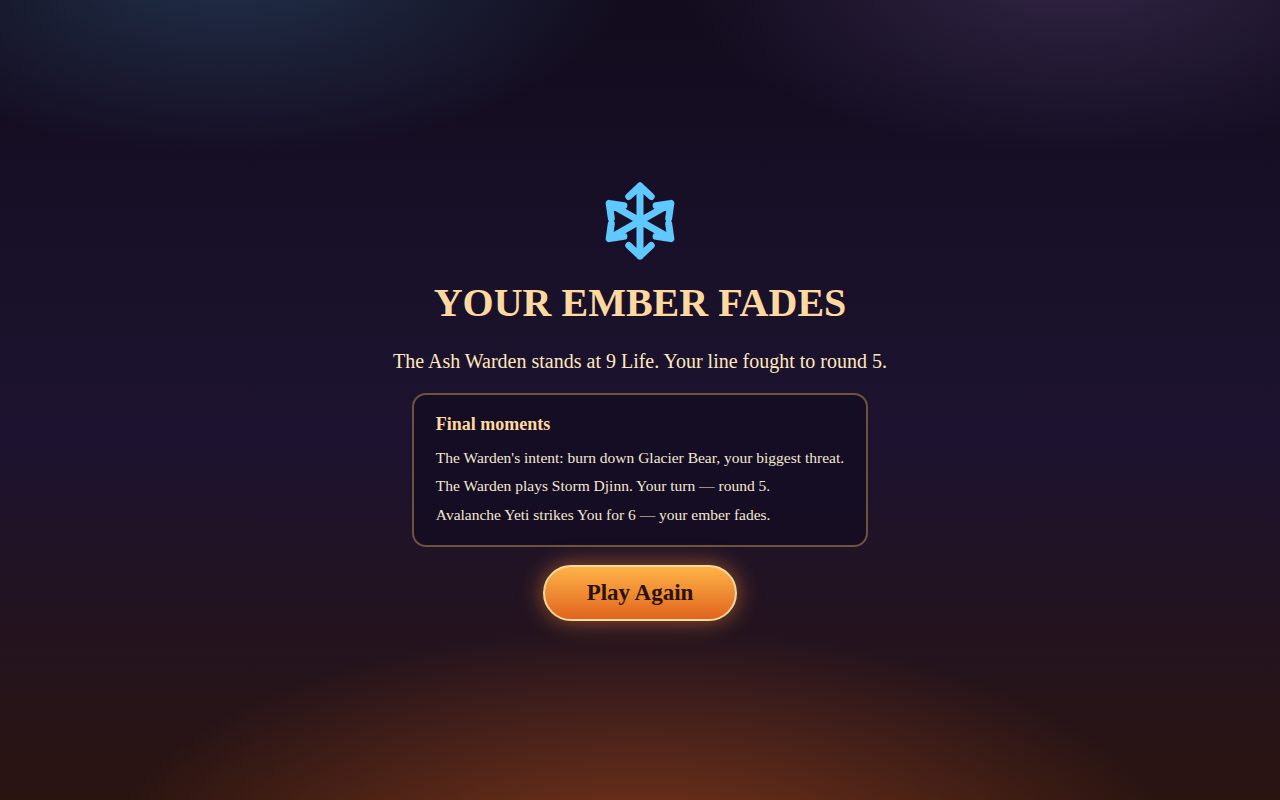 YOUR EMBER FADES
The Ash Warden stands at 9 Life. Your line fought to round 5.
Final moments
The Warden's intent: burn down Glacier Bear, your biggest threat.
The Warden plays Storm Djinn. Your turn — round 5.
Avalanche Yeti strikes You for 6 — your ember fades.
Play Again